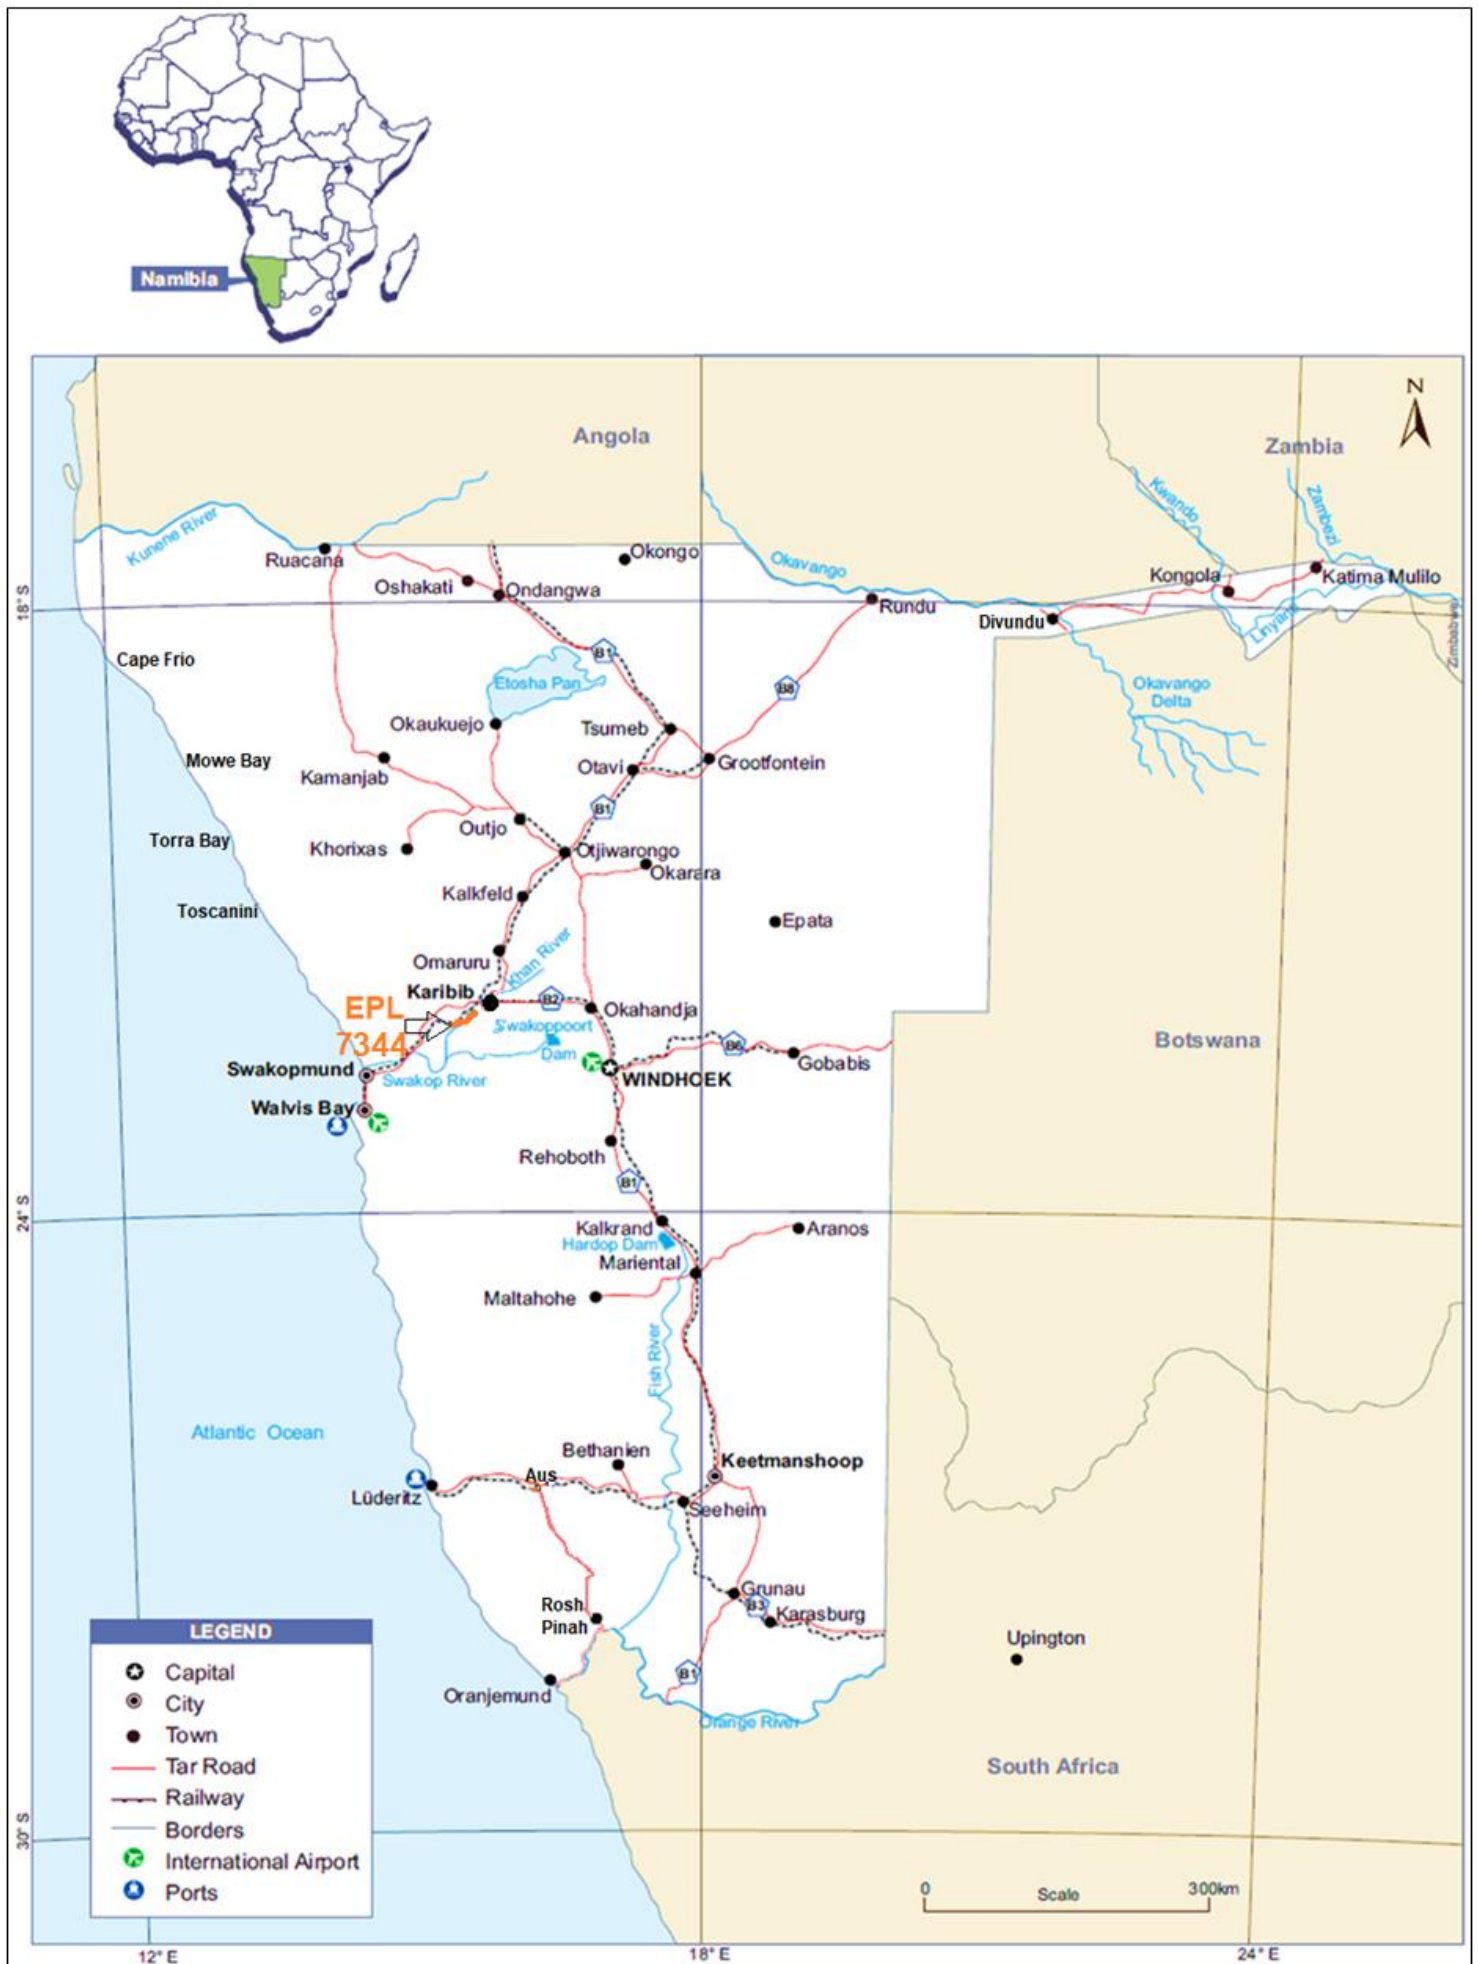 Namibia
N
Angola
Zambia
Kwando
Zambezi
Kunene River
Ruacana
Okongo
Oshakati
Ondangwa
Okavango
Kongola
Katima Mulilo
Rundu
Divundu
Linyanti
Zimbabwe
18° S
Cape Frio
B1
Etosha Pan
B8
Okavango
Delta
Okaukuejo
Tsumeb
Mowe Bay
Kamanjab
Otavi
Grootfontein
B1
Outjo
Torra Bay
Khorixas
Otjiwarongo
Okarara
Kalkfeld
Toscanini
Epata
Omaruru
Khan River
Karibib
B2
EPL
7344
Okahandja
Swakoppoort
Dam
B6
Botswana
Gobabis
Swakopmund
Swakop River
WINDHOEK
Walvis Bay
Rehoboth
B1
24° S
Kalkrand
Aranos
Hardop Dam
Mariental
Maltahohe
Fish River
Atlantic Ocean
Bethanien
Keetmanshoop
Aus
Lüderitz
Seeheim
Grunau
B3
Rosh
Pinah
Karasburg
Upington
B1
Oranjemund
Orange River
South Africa
LEGEND
Capital
City
Town
Tar Road
Railway
Borders
International Airport
Ports
30° S
0
Scale
300km
12° E
18° E
24° E